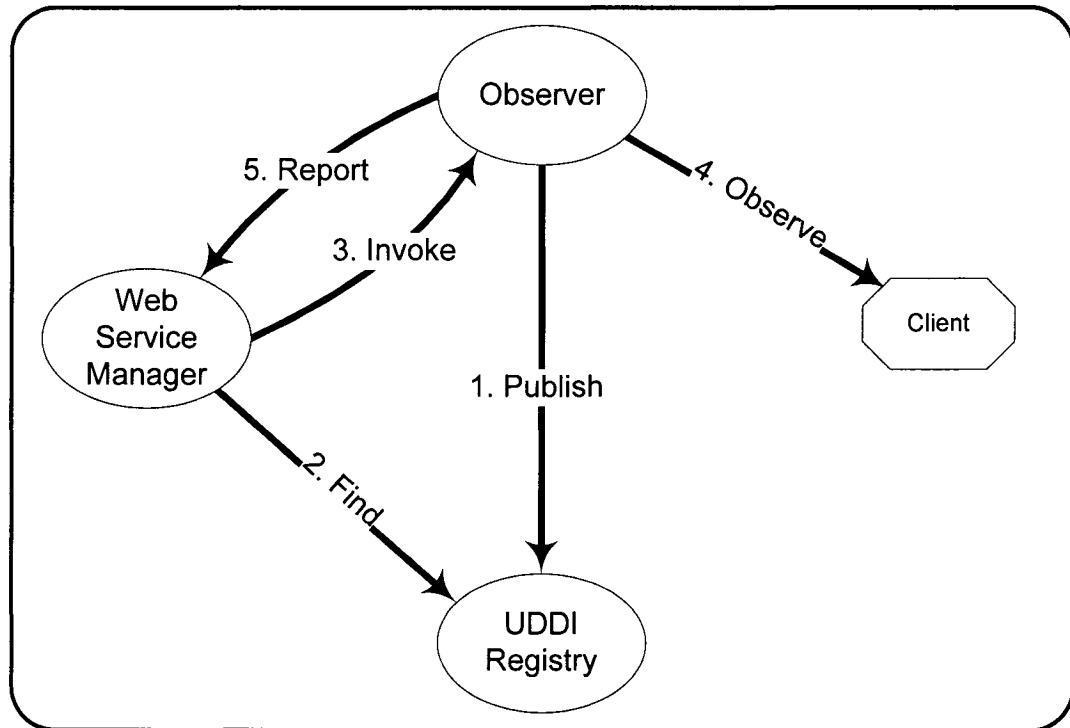 Observer
5. Report
4. Observe
3. Invoke
Web
Service
Manager
Client
1. Publish
2. Find
UDDI
Registry